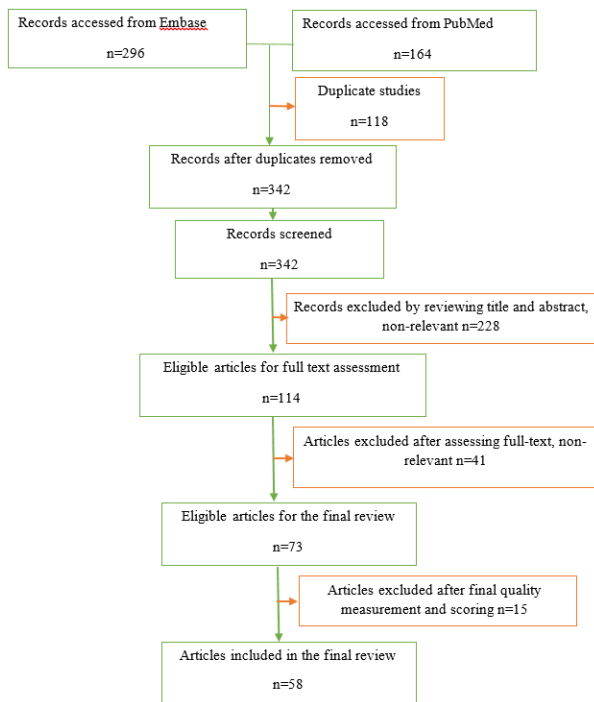 Records accessed from Embase
n=296
Records accessed from PubMed
n=164
Duplicate studies
n=118
Records after duplicates removed
n=342
Records screened
n=342
Records excluded by reviewing title and abstract,
non-relevant n=228
Eligible articles for full text assessment
n=114
Articles excluded after assessing full-text, non-
relevant n=41
Eligible articles for the final review
n=73
Articles excluded after final quality
measurement and scoring n=15
Articles included in the final review
n=58